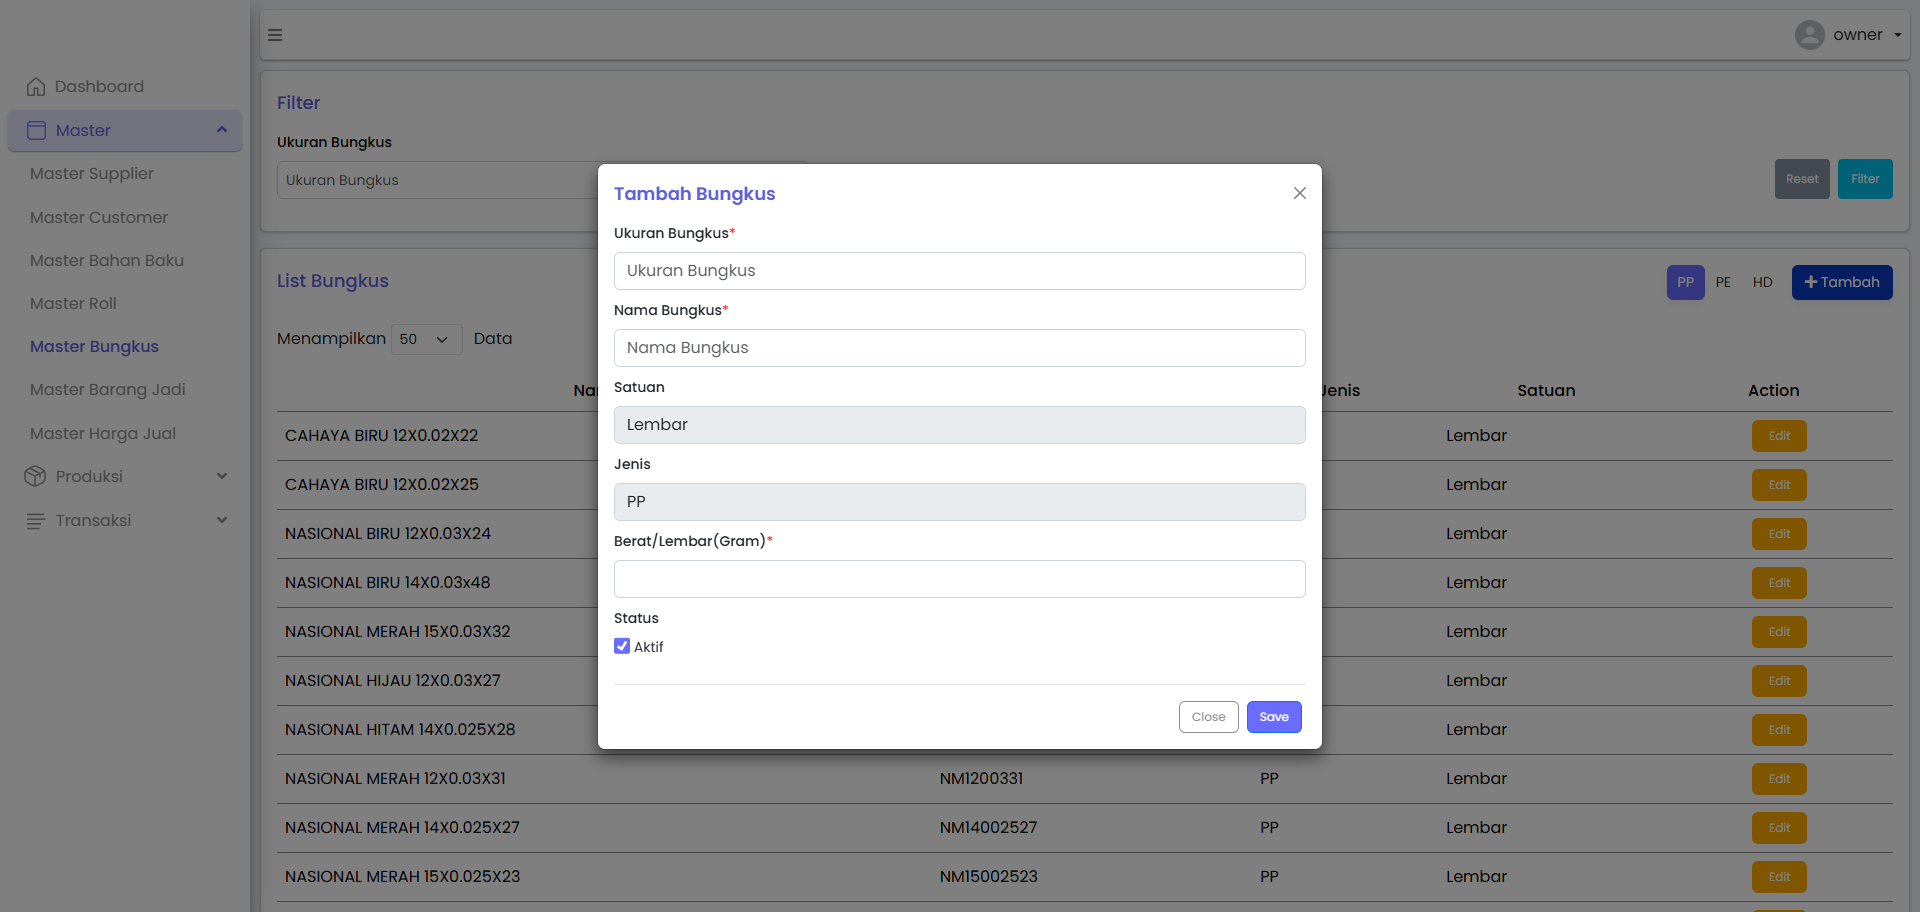 owner
Dashboard
Master
Master Supplier
Master Customer
Master Bahan Baku
Master Roll
Master Bungkus
Master Barang Jadi
Master Harga Jual
Produksi
Transaksi
Filter
Ukuran Bungkus
Ukuran Bungkus
Reset
Filter
List Bungkus
PP
PE
HD
Tambah
Menampilkan 50 Data
Jenis Satuan Action
CAHAYA BIRU 12X0.02X22 Lembar Edit
CAHAYA BIRU 12X0.02X25 Lembar Edit
NASIONAL BIRU 12X0.03X24 Lembar Edit
NASIONAL BIRU 14X0.03x48 Lembar Edit
NASIONAL MERAH 15X0.03X32 Lembar Edit
NASIONAL HIJAU 12X0.03X27 Lembar Edit
NASIONAL HITAM 14X0.025X28 Lembar Edit
NASIONAL MERAH 12X0.03X31 NM1200331 PP Lembar Edit
NASIONAL MERAH 14X0.025X27 NM14002527 PP Lembar Edit
NASIONAL MERAH 15X0.025X23 NM15002523 PP Lembar Edit
Tambah Bungkus
Ukuran Bungkus*
Ukuran Bungkus
Nama Bungkus*
Nama Bungkus
Satuan
Lembar
Jenis
PP
Berat/Lembar(Gram)*
Status
Aktif
Close
Save